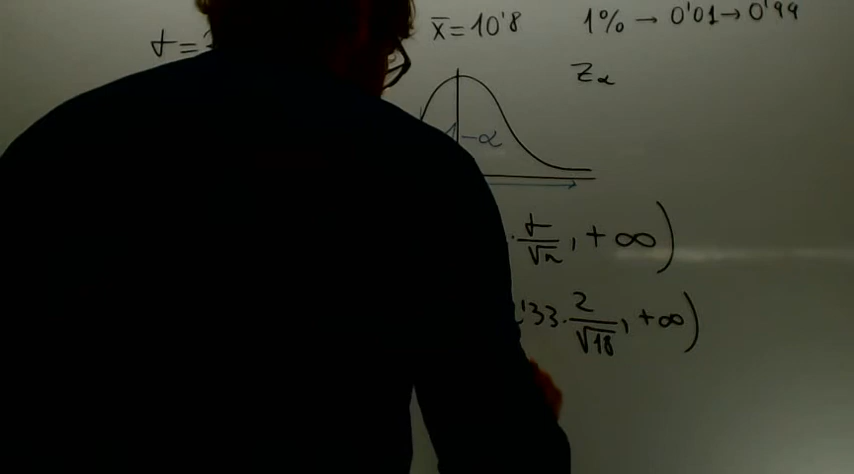 σ = x̄ = 10'8 1% → 0'01 → 0'99
Zα
1-α
· σ/√n, +∞)
'33 · 2/√18, +∞)